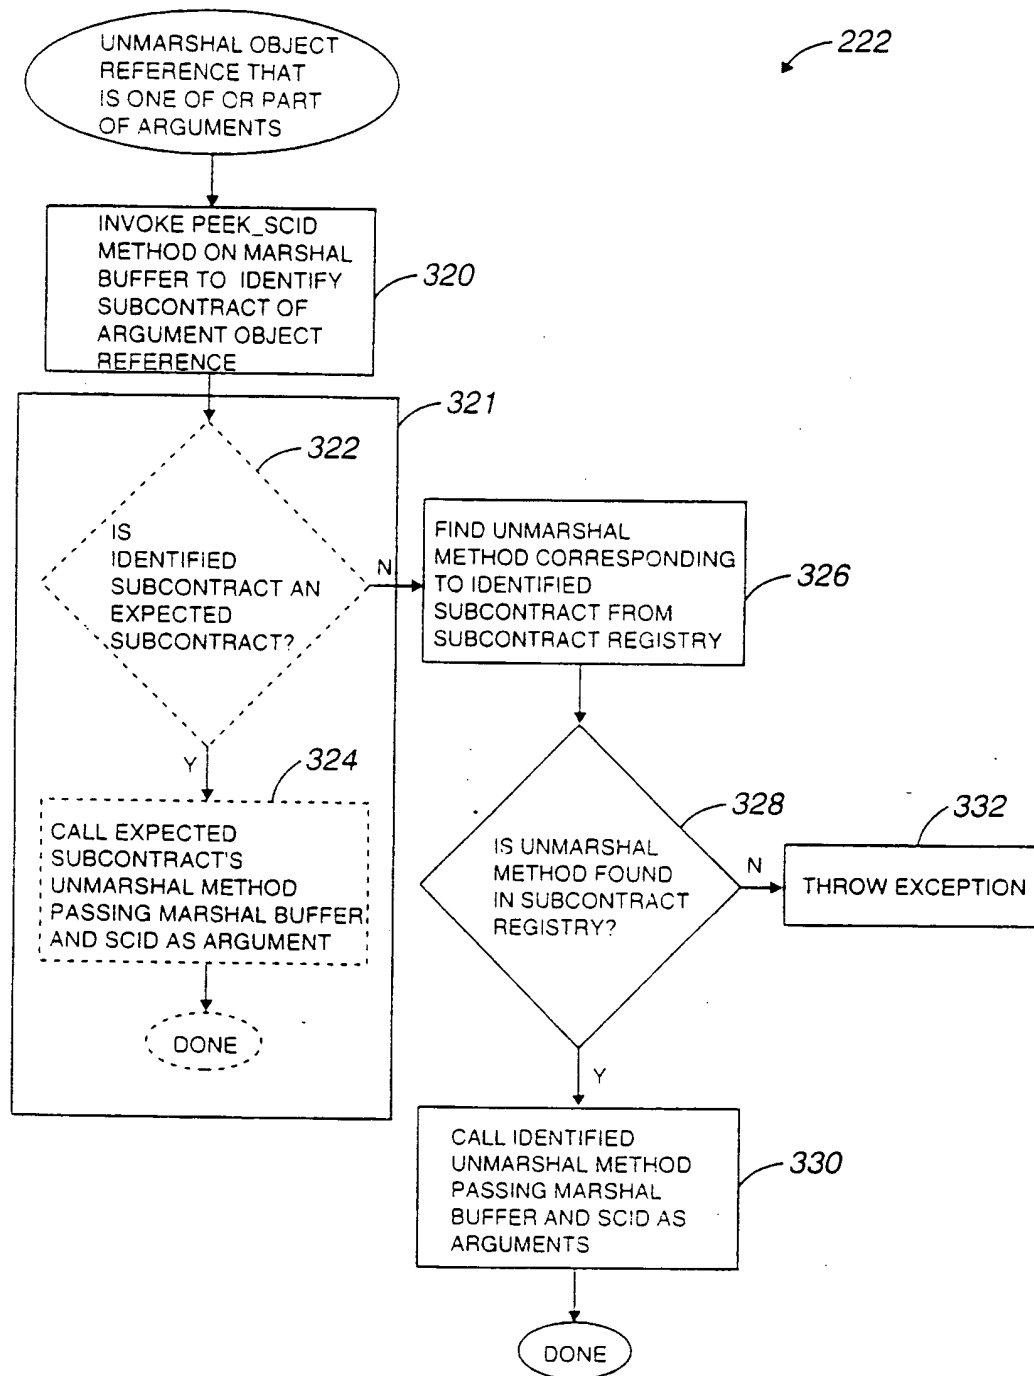 UNMARSHAL OBJECT
REFERENCE THAT
IS ONE OF OR PART
OF ARGUMENTS
222
INVOKE PEEK_SCID
METHOD ON MARSHAL
BUFFER TO IDENTIFY
SUBCONTRACT OF
ARGUMENT OBJECT
REFERENCE
320
321
322
IS
IDENTIFIED
SUBCONTRACT AN
EXPECTED
SUBCONTRACT?
N
FIND UNMARSHAL
METHOD CORRESPONDING
TO IDENTIFIED
SUBCONTRACT FROM
SUBCONTRACT REGISTRY
326
Y
324
CALL EXPECTED
SUBCONTRACT'S
UNMARSHAL METHOD
PASSING MARSHAL BUFFER
AND SCID AS ARGUMENT
DONE
328
IS UNMARSHAL
METHOD FOUND
IN SUBCONTRACT
REGISTRY?
N
332
THROW EXCEPTION
Y
CALL IDENTIFIED
UNMARSHAL METHOD
PASSING MARSHAL
BUFFER AND SCID AS
ARGUMENTS
330
DONE